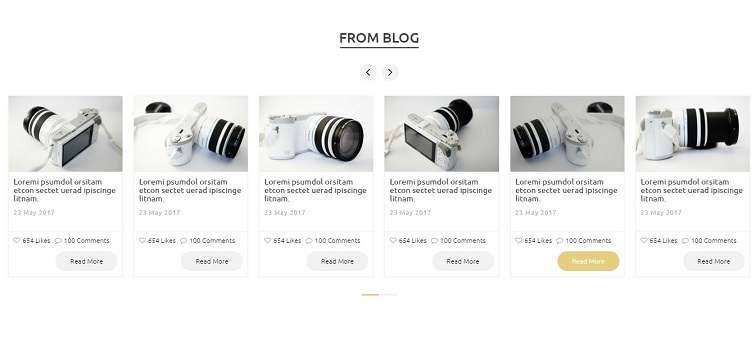 FROM BLOG
Loremi psumdol orsitam
etcon sectet uerad ipiscinge
litnam.
23 May 2017
654 Likes 100 Comments
Read More
Loremi psumdol orsitam
etcon sectet uerad ipiscinge
litnam.
23 May 2017
654 Likes 100 Comments
Read More
Loremi psumdol orsitam
etcon sectet uerad ipiscinge
litnam.
23 May 2017
654 Likes 100 Comments
Read More
Loremi psumdol orsitam
etcon sectet uerad ipiscinge
litnam.
23 May 2017
654 Likes 100 Comments
Read More
Loremi psumdol orsitam
etcon sectet uerad ipiscinge
litnam.
23 May 2017
654 Likes 100 Comments
Read More
Loremi psumdol orsitam
etcon sectet uerad ipiscinge
litnam.
23 May 2017
654 Likes 100 Comments
Read More